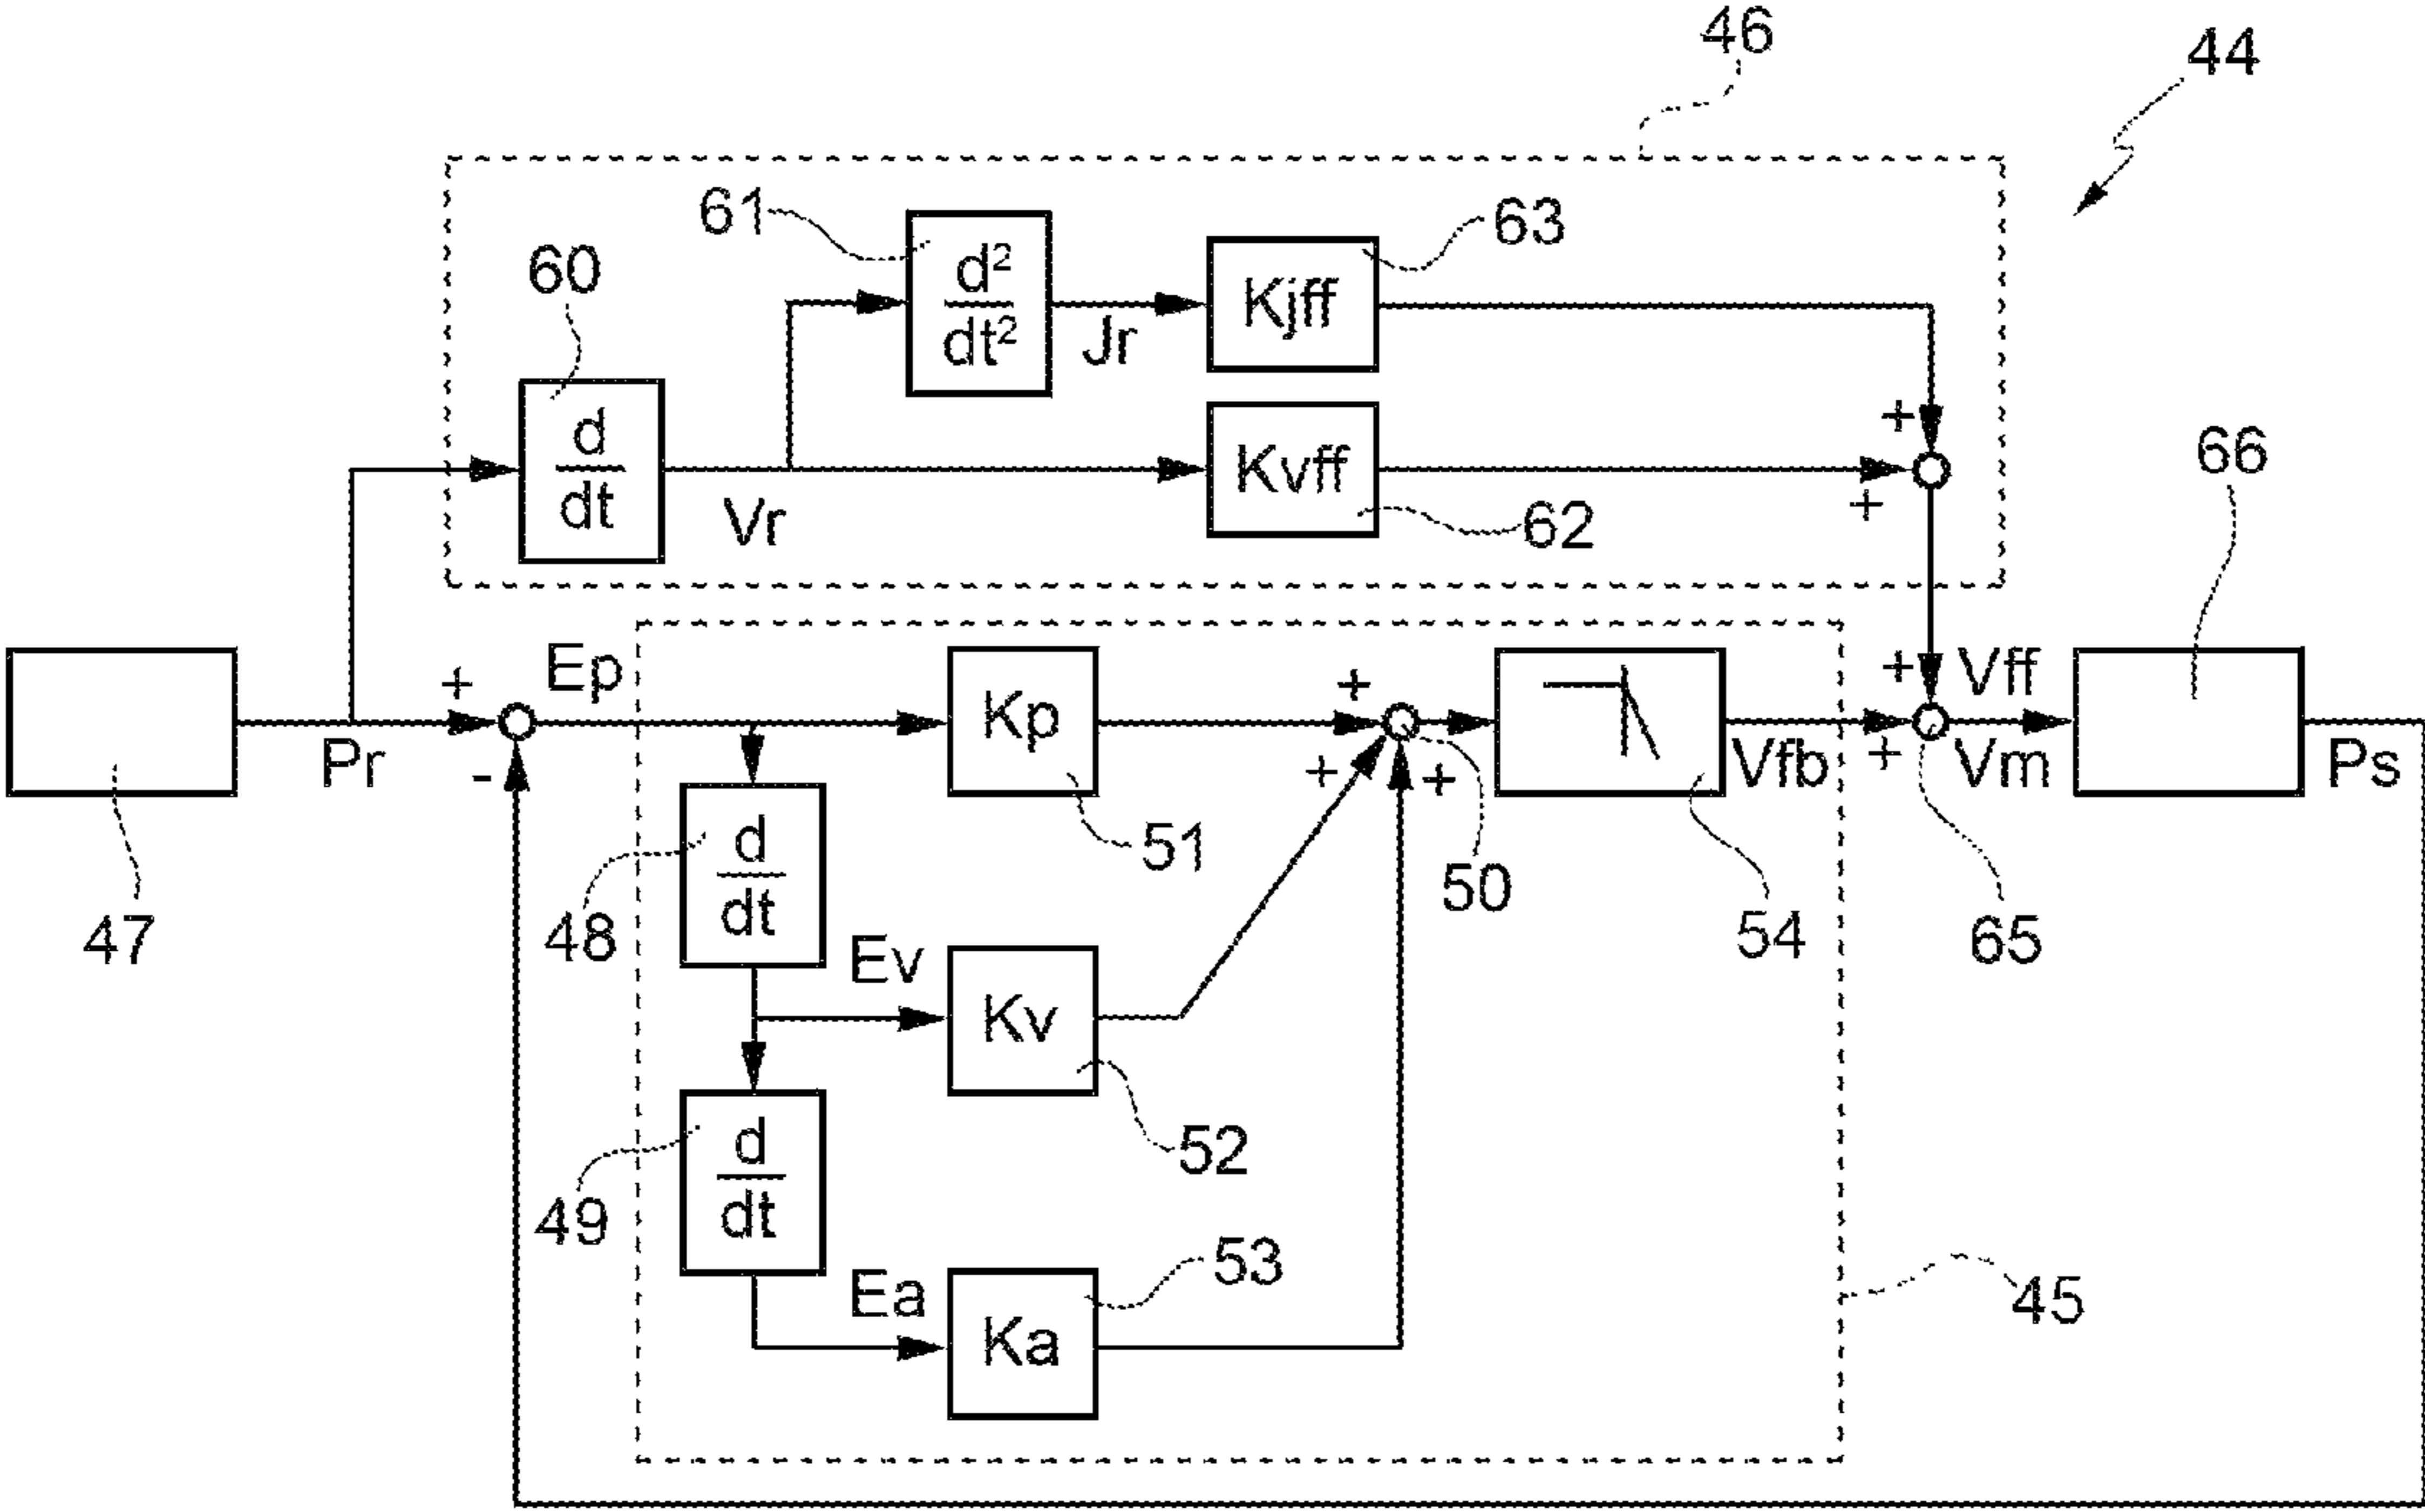 46
44
61
63
60
d²
dt²
Jr
Kjff
d
dt
Vr
Kvff
+
+
62
66
Ep
+
Pr
-
Kp
+
+
+
Vfb
+
+
Vff
Vm
Ps
51
50
47
48
d
dt
54
65
Ev
Kv
52
49
d
dt
53
Ea
Ka
45